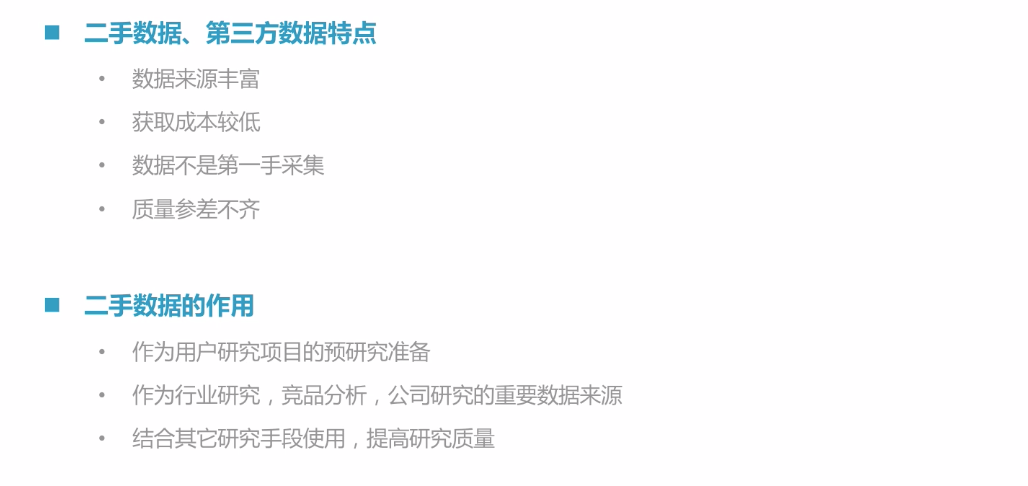 ■ 二手数据、第三方数据特点
• 数据来源丰富
• 获取成本较低
• 数据不是第一手采集
• 质量参差不齐
■ 二手数据的作用
• 作为用户研究项目的预研究准备
• 作为行业研究，竞品分析，公司研究的重要数据来源
• 结合其它研究手段使用，提高研究质量